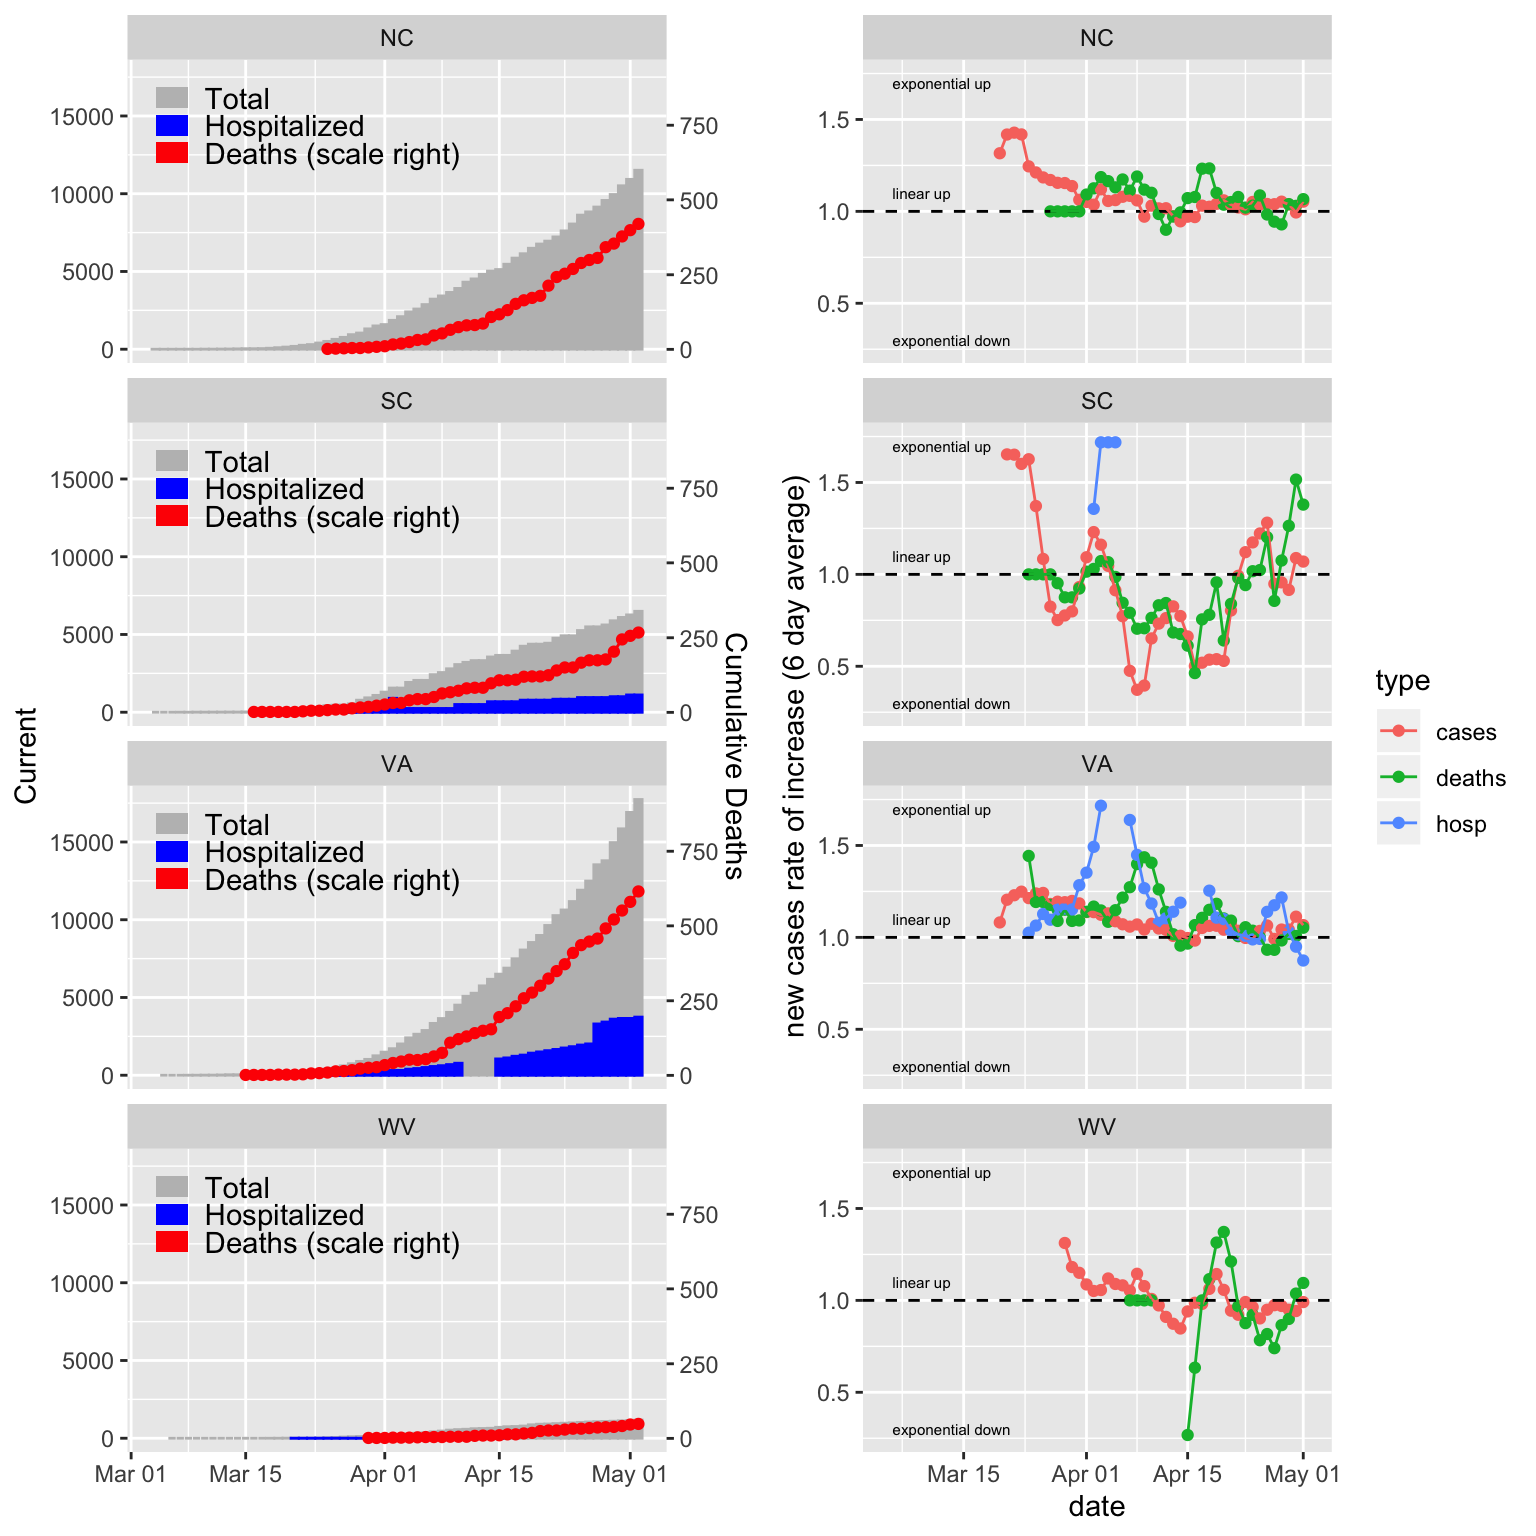 NC
Total
Hospitalized
Deaths (scale right)
15000
10000
5000
0
750
500
250
0
SC
Total
Hospitalized
Deaths (scale right)
15000
10000
5000
0
750
500
250
0
VA
Total
Hospitalized
Deaths (scale right)
15000
10000
5000
0
750
500
250
0
WV
Total
Hospitalized
Deaths (scale right)
15000
10000
5000
0
750
500
250
0
Mar 01
Mar 15
Apr 01
Apr 15
May 01
Current
Cumulative Deaths
NC
exponential up
linear up
exponential down
1.5
1.0
0.5
SC
exponential up
linear up
exponential down
1.5
1.0
0.5
VA
exponential up
linear up
exponential down
1.5
1.0
0.5
WV
exponential up
linear up
exponential down
1.5
1.0
0.5
Mar 15
Apr 01
Apr 15
May 01
date
new cases rate of increase (6 day average)
type
cases
deaths
hosp